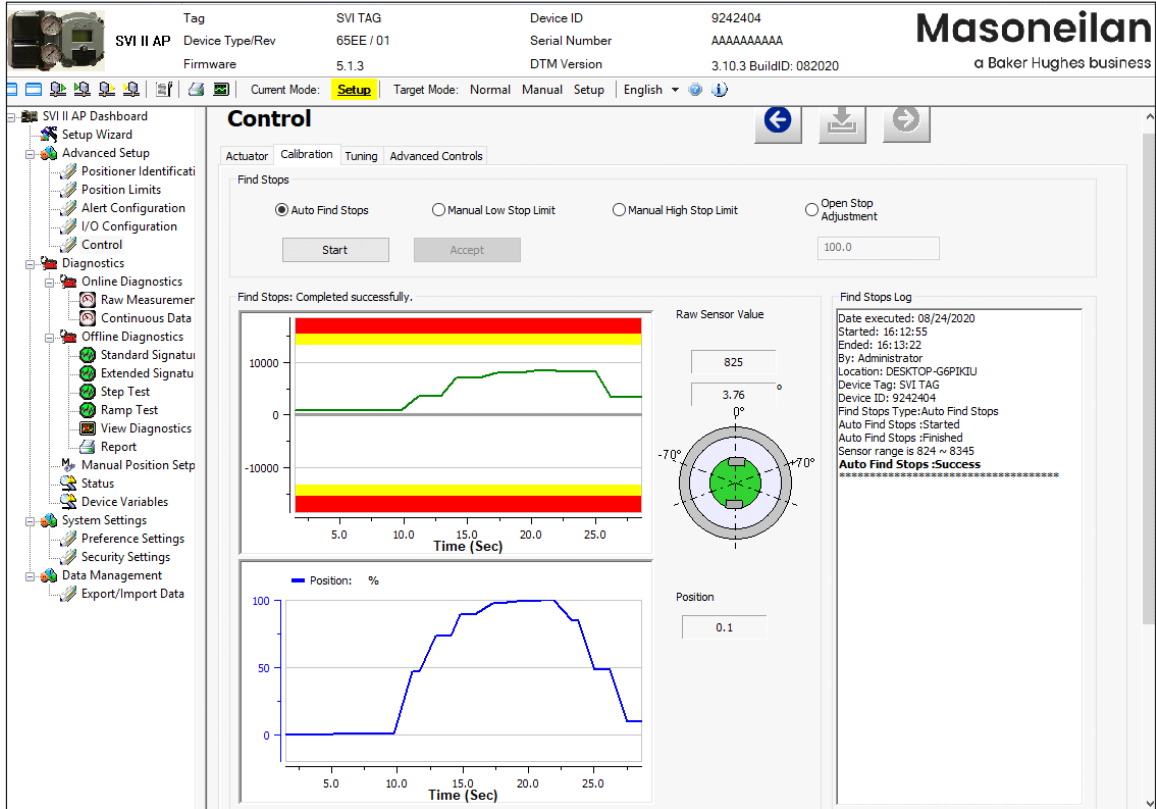 Tag SVI TAG Device ID 9242404
SVI II AP Device Type/Rev 65EE / 01 Serial Number AAAAAAAAAA
Firmware 5.1.3 DTM Version 3.10.3 BuildID: 082020
Masoneilan
a Baker Hughes business
Current Mode: Setup Target Mode: Normal Manual Setup English
SVI II AP Dashboard
Setup Wizard
Advanced Setup
Positioner Identificati
Position Limits
Alert Configuration
I/O Configuration
Control
Diagnostics
Online Diagnostics
Raw Measuremer
Continuous Data
Offline Diagnostics
Standard Signatur
Extended Signatu
Step Test
Ramp Test
View Diagnostics
Report
Manual Position Setp
Status
Device Variables
System Settings
Preference Settings
Security Settings
Data Management
Export/Import Data
Control
Actuator Calibration Tuning Advanced Controls
Find Stops
Auto Find Stops Manual Low Stop Limit Manual High Stop Limit Open Stop Adjustment
Start Accept 100.0
Find Stops: Completed successfully.
10000
0
-10000
5.0 10.0 15.0 20.0 25.0
Time (Sec)
Raw Sensor Value
825
3.76 °
0°
-70° +70°
Position: %
100
50
0
5.0 10.0 15.0 20.0 25.0
Time (Sec)
Position
0.1
Find Stops Log
Date executed: 08/24/2020
Started: 16:12:55
Ended: 16:13:22
By: Administrator
Location: DESKTOP-G6PIKIU
Device Tag: SVI TAG
Device ID: 9242404
Find Stops Type:Auto Find Stops
Auto Find Stops :Started
Auto Find Stops :Finished
Sensor range is 824 ~ 8345
Auto Find Stops :Success
************************************